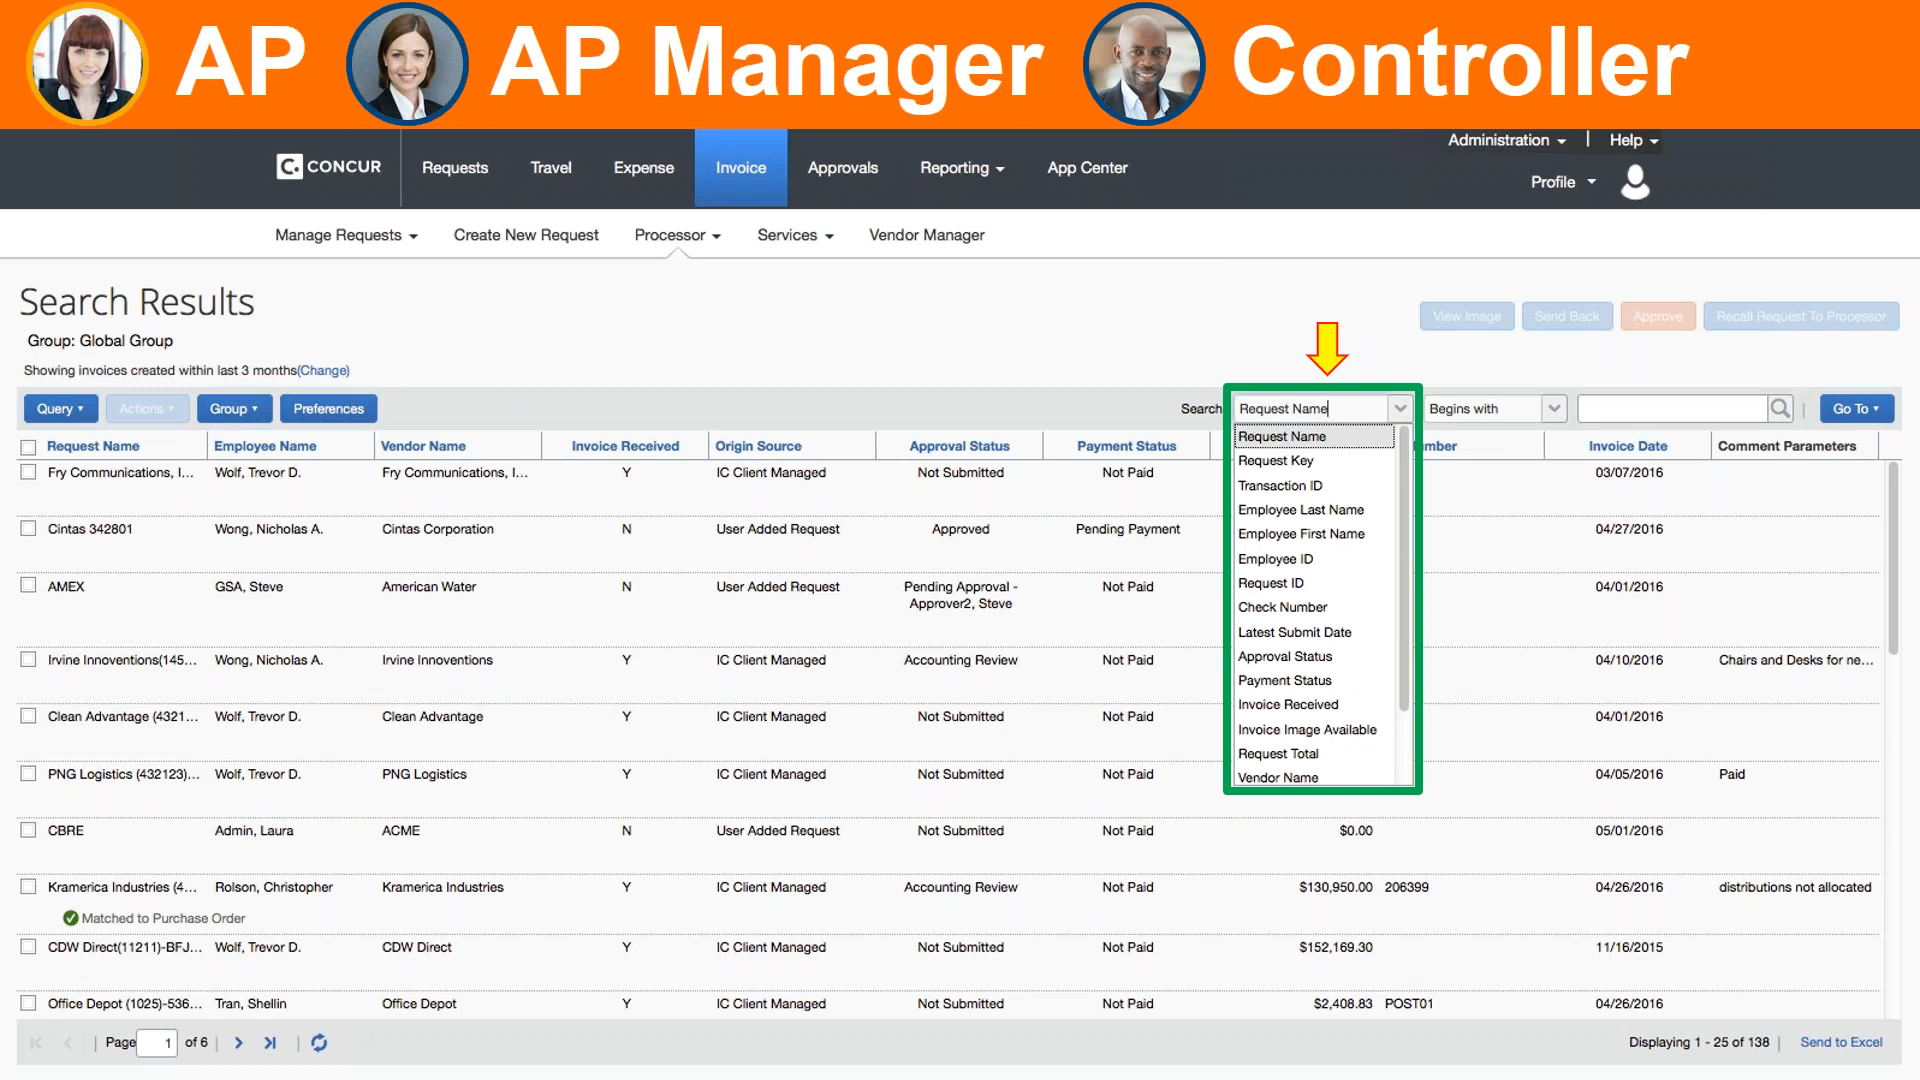 AP AP Manager Controller
Administration | Help
CONCUR Requests Travel Expense Invoice Approvals Reporting App Center
Profile
Manage Requests Create New Request Processor Services Vendor Manager
Search Results
View Image Send Back Approve Recall Request To Processor
Group: Global Group
Showing invoices created within last 3 months(Change)
Query Actions Group Preferences Search Request Name Begins with Go To
Request Name Employee Name Vendor Name Invoice Received Origin Source Approval Status Payment Status Invoice Date Comment Parameters
Request Name
Request Key
Transaction ID
Employee Last Name
Employee First Name
Employee ID
Request ID
Check Number
Latest Submit Date
Approval Status
Payment Status
Invoice Received
Invoice Image Available
Request Total
Vendor Name
Fry Communications, I... Wolf, Trevor D. Fry Communications, I... Y IC Client Managed Not Submitted Not Paid 03/07/2016
Cintas 342801 Wong, Nicholas A. Cintas Corporation N User Added Request Approved Pending Payment 04/27/2016
AMEX GSA, Steve American Water N User Added Request Pending Approval - Not Paid 04/01/2016
Approver2, Steve
Irvine Innoventions(145... Wong, Nicholas A. Irvine Innoventions Y IC Client Managed Accounting Review Not Paid 04/10/2016 Chairs and Desks for ne...
Clean Advantage (4321... Wolf, Trevor D. Clean Advantage Y IC Client Managed Not Submitted Not Paid 04/01/2016
PNG Logistics (432123)... Wolf, Trevor D. PNG Logistics Y IC Client Managed Not Submitted Not Paid 04/05/2016 Paid
CBRE Admin, Laura ACME N User Added Request Not Submitted Not Paid $0.00 05/01/2016
Kramerica Industries (4... Rolson, Christopher Kramerica Industries Y IC Client Managed Accounting Review Not Paid $130,950.00 206399 04/26/2016 distributions not allocated
Matched to Purchase Order
CDW Direct(11211)-BFJ... Wolf, Trevor D. CDW Direct Y IC Client Managed Not Submitted Not Paid $152,169.30 11/16/2015
Office Depot (1025)-536... Tran, Shellin Office Depot Y IC Client Managed Not Submitted Not Paid $2,408.83 POST01 04/26/2016
Page 1 of 6 Displaying 1 - 25 of 138 | Send to Excel